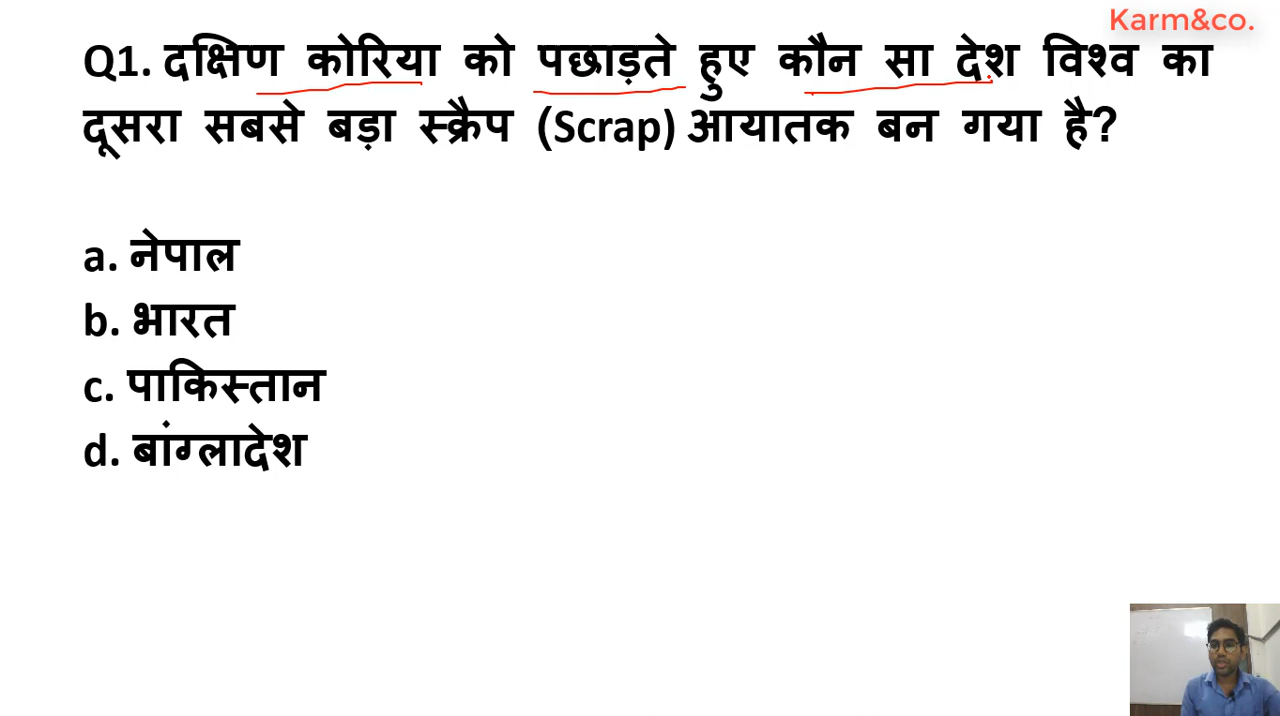 Karm&co.
Q1. दक्षिण कोरिया को पछाड़ते हुए कौन सा देश विश्व का
दूसरा सबसे बड़ा स्क्रैप (Scrap) आयातक बन गया है?
a. नेपाल
b. भारत
c. पाकिस्तान
d. बांग्लादेश